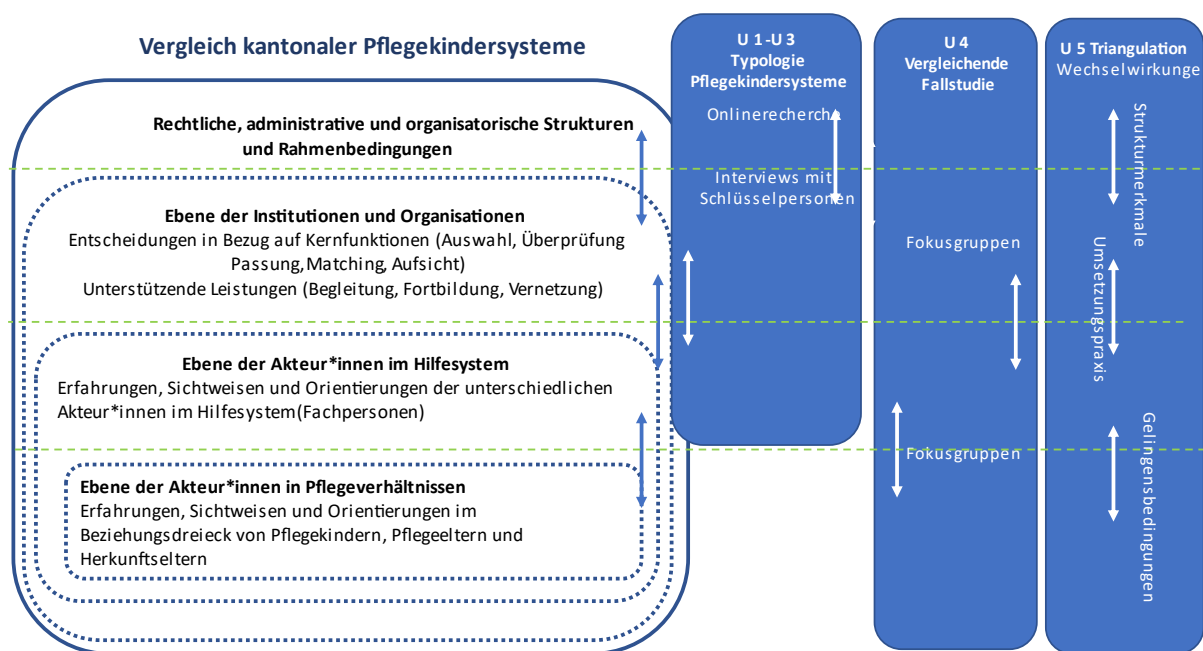 Vergleich kantonaler Pflegekindersysteme
Rechtliche, administrative und organisatorische Strukturen
und Rahmenbedingungen
Ebene der Institutionen und Organisationen
Entscheidungen in Bezug auf Kernfunktionen (Auswahl, Überprüfung
Passung, Matching, Aufsicht)
Unterstützende Leistungen (Begleitung, Fortbildung, Vernetzung)
Ebene der Akteur*innen im Hilfesystem
Erfahrungen, Sichtweisen und Orientierungen der unterschiedlichen
Akteur*innen im Hilfesystem(Fachpersonen)
Ebene der Akteur*innen in Pflegeverhältnissen
Erfahrungen, Sichtweisen und Orientierungen im
Beziehungsdreieck von Pflegekindern, Pflegeeltern und
Herkunftseltern
U 1 -U 3
Typologie
Pflegekindersysteme
Onlinerecherche
Interviews mit
Schlüsselpersonen
U 4
Vergleichende
Fallstudie
Fokusgruppen
Fokusgruppen
U 5 Triangulation
Wechselwirkunge
Strukturmerkmale
Umsetzungspraxis
Gelingensbedingungen